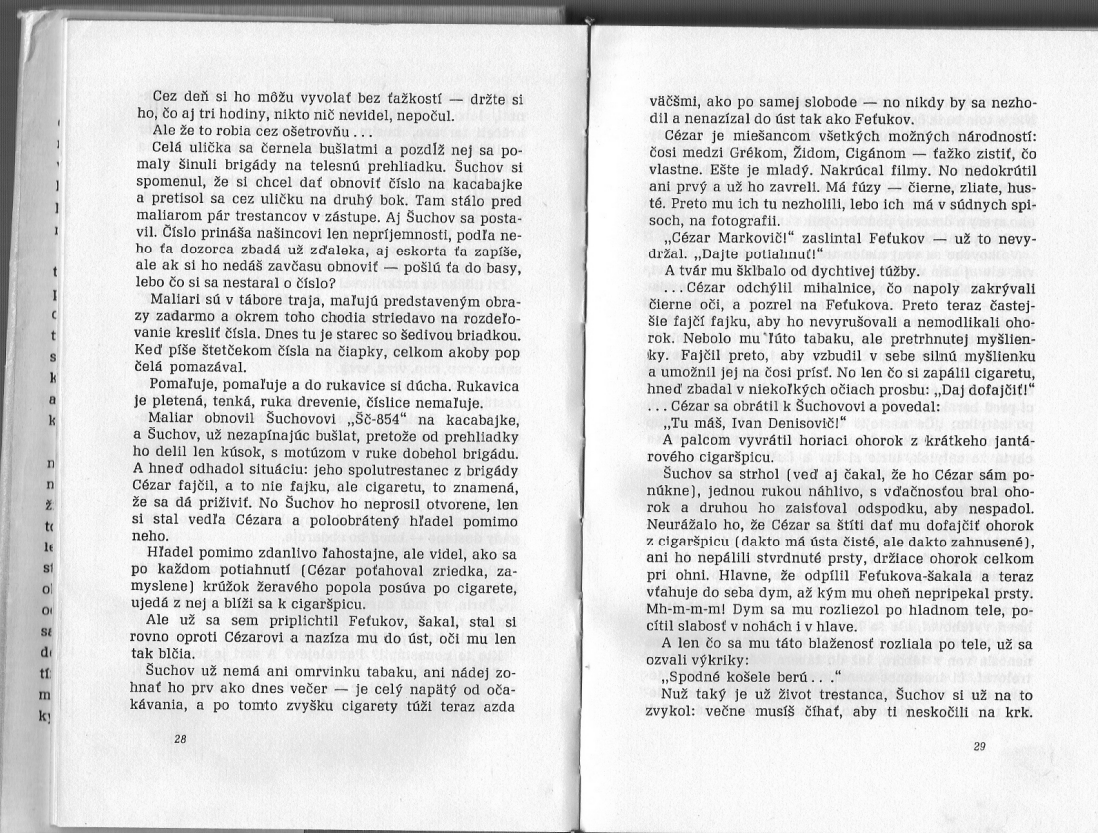 Cez deň si ho môžu vyvolať bez ťažkostí — držte si
ho, čo aj tri hodiny, nikto nič nevidel, nepočul.
Ale že to robia cez ošetrovňu...
Celá ulička sa černela bušlatmi a pozdĺž nej sa po-
maly šinuli brigády na telesnú prehliadku. Šuchov si
spomenul, že si chcel dať obnoviť číslo na kacabajke
a pretisol sa cez uličku na druhý bok. Tam stálo pred
maliarom pár trestancov v zástupe. Aj Šuchov sa posta-
vil. Číslo prináša našincovi len nepríjemnosti, podľa ne-
ho ťa dozorca zbadá už zďaleka, aj eskorta ťa zapíše,
ale ak si ho nedáš zavčasu obnoviť — pošlú ťa do basy,
lebo čo si sa nestaral o číslo?
Maliari sú v tábore traja, maľujú predstaveným obra-
zy zadarmo a okrem toho chodia striedavo na rozdeľo-
vanie kresliť čísla. Dnes tu je starec so šedivou briadkou.
Keď píše štetčekom čísla na čiapky, celkom akoby pop
čelá pomazával.
Pomaľuje, pomaľuje a do rukavice si dúcha. Rukavica
je pletená, tenká, ruka drevenie, číslice nemaľuje.
Maliar obnovil Šuchovovi „Šč-854“ na kacabajke,
a Šuchov, už nezapínajúc bušlat, pretože od prehliadky
ho delil len kúsok, s motúzom v ruke dobehol brigádu.
A hneď odhadol situáciu: jeho spolutrestanec z brigády
Cézar fajčil, a to nie fajku, ale cigaretu, to znamená,
že sa dá priživiť. No Šuchov ho neprosil otvorene, len
si stal vedľa Cézara a poloobrátený hľadel pomimo
neho.
Hľadel pomimo zdanlivo ľahostajne, ale videl, ako sa
po každom potiahnutí (Cézar poťahoval zriedka, za-
myslene) krúžok žeravého popola posúva po cigarete,
ujedá z nej a blíži sa k cigaršpicu.
Ale už sa sem priplichtil Feťukov, šakal, stal si
rovno oproti Cézarovi a nazíza mu do úst, oči mu len
tak blčia.
Šuchov už nemá ani omrvinku tabaku, ani nádej zo-
hnať ho prv ako dnes večer — je celý napätý od oča-
kávania, a po tomto zvyšku cigarety túži teraz azda
28
väčšmi, ako po samej slobode — no nikdy by sa nezho-
dil a nenazízal do úst tak ako Feťukov.
Cézar je miešancom všetkých možných národností:
čosi medzi Grékom, Židom, Cigánom — ťažko zistiť, čo
vlastne. Ešte je mladý. Nakrúcal filmy. No nedokrútil
ani prvý a už ho zavreli. Má fúzy — čierne, zliate, hus-
té. Preto mu ich tu nezholili, lebo ich má v súdnych spi-
soch, na fotografii.
„Cézar Markovič!“ zaslintal Feťukov — už to nevy-
držal. „Dajte potiahnuť!“
A tvár mu šklbalo od dychtivej túžby.
...Cézar odchýlil mihalnice, čo napoly zakrývali
čierne oči, a pozrel na Feťukova. Preto teraz častej-
šie fajčí fajku, aby ho nevyrušovali a nemodlikali oho-
rok. Nebolo mu ľúto tabaku, ale pretrhnutej myšlien-
ky. Fajčil preto, aby vzbudil v sebe silnú myšlienku
a umožnil jej na čosi prísť. No len čo si zapálil cigaretu,
hneď zbadal v niekoľkých očiach prosbu: „Daj dofajčiť!“
...Cézar sa obrátil k Šuchovovi a povedal:
„Tu máš, Ivan Denisovič!“
A palcom vyvrátil horiaci ohorok z krátkeho jantá-
rového cigaršpicu.
Šuchov sa strhol (veď aj čakal, že ho Cézar sám po-
núkne), jednou rukou náhlivo, s vďačnosťou bral oho-
rok a druhou ho zaisťoval odspodku, aby nespadol.
Neurážalo ho, že Cézar sa štíti dať mu dofajčiť ohorok
z cigaršpicu (dakto má ústa čisté, ale dakto zahnusené),
ani ho nepálili stvrdnuté prsty, držiace ohorok celkom
pri ohni. Hlavne, že odpílil Feťukova-šakala a teraz
vťahuje do seba dym, až kým mu oheň nepripekal prsty.
Mh-m-m-m! Dym sa mu rozliezol po hladnom tele, po-
cítil slabosť v nohách i v hlave.
A len čo sa mu táto blaženosť rozliala po tele, už sa
ozvali výkriky:
„Spodné košele berú...“
Nuž taký je už život trestanca, Šuchov si už na to
zvykol: večne musíš číhať, aby ti neskočili na krk.
29